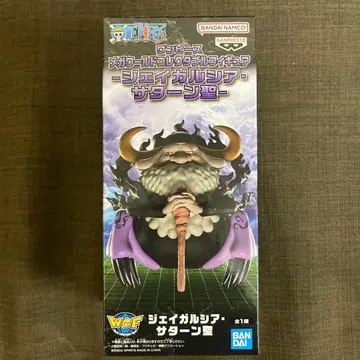 ONE PIECE
BANDAI NAMCO
BANPRESTO
ワンピース
メガワールドコレクタブルフィギュア
-ジェイガルシア・
サターン聖-
WCF
ジェイガルシア・
サターン聖
全1種
BANDAI